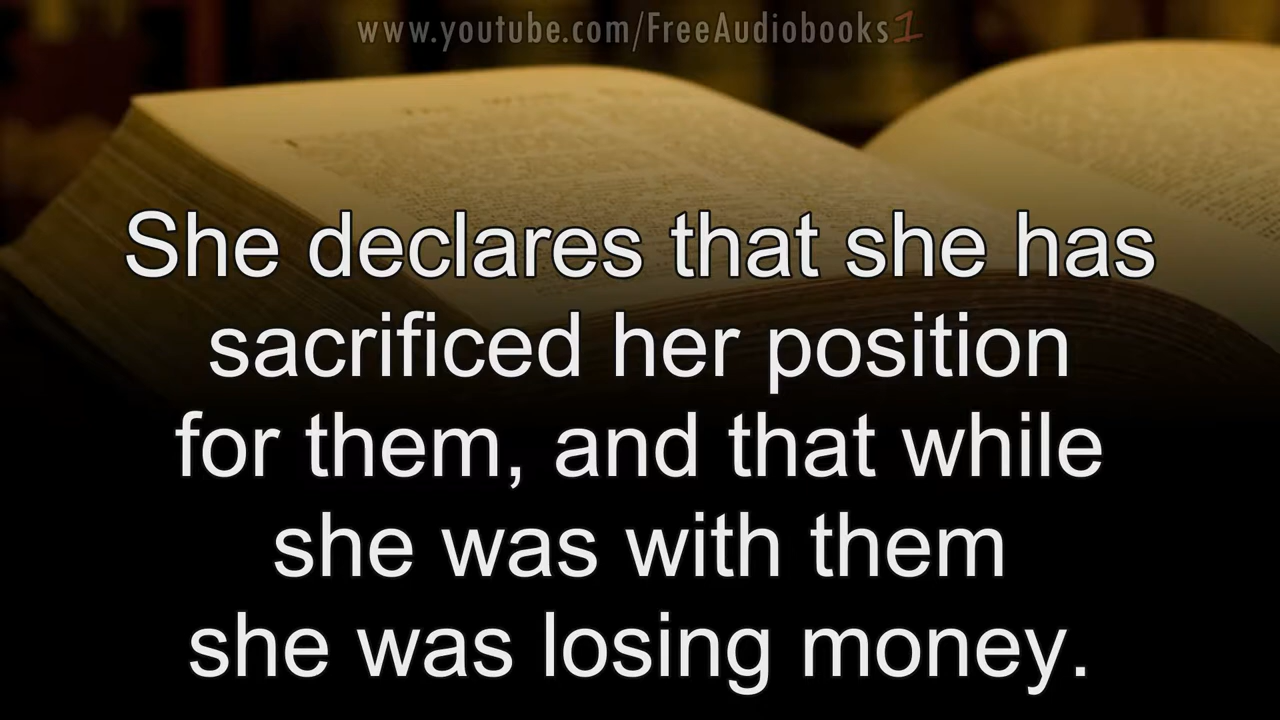 www.youtube.com/FreeAudiobooks1
She declares that she has
sacrificed her position
for them, and that while
she was with them
she was losing money.